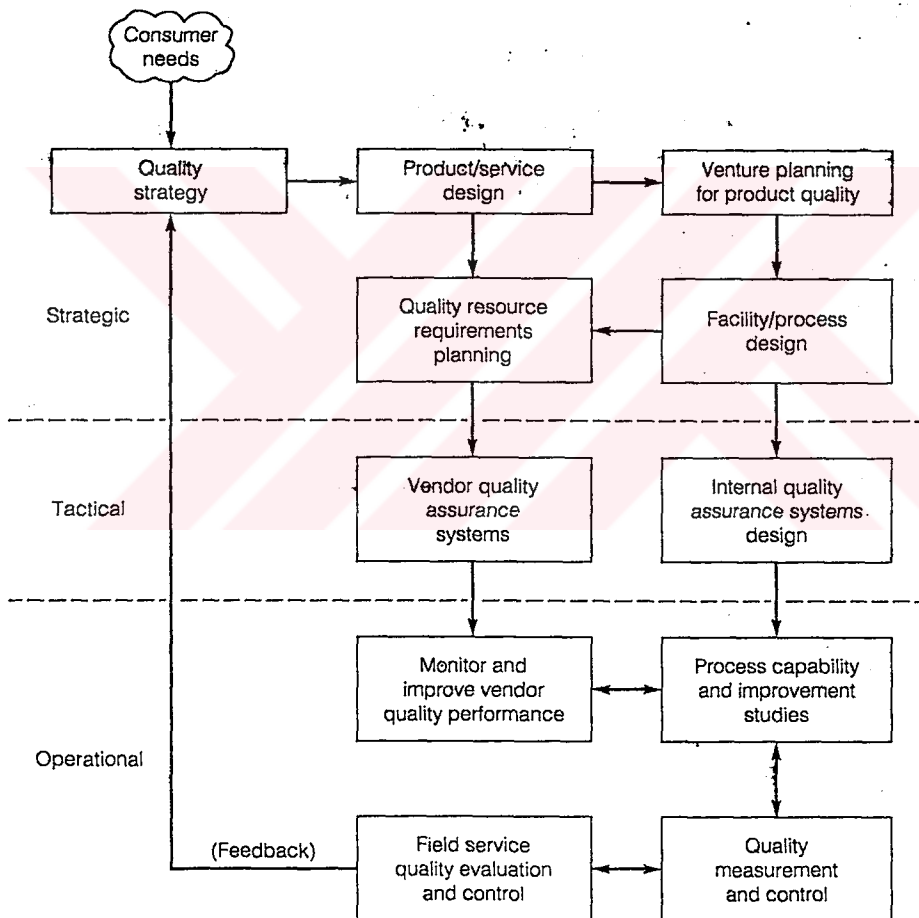 Consumer
needs
Quality
strategy
Product/service
design
Venture planning
for product quality
Strategic
Quality resource
requirements
planning
Facility/process
design
Tactical
Vendor quality
assurance
systems
Internal quality
assurance systems
design
Monitor and
improve vendor
quality performance
Process capability
and improvement
studies
Operational
(Feedback)
Field service
quality evaluation
and control
Quality
measurement
and control